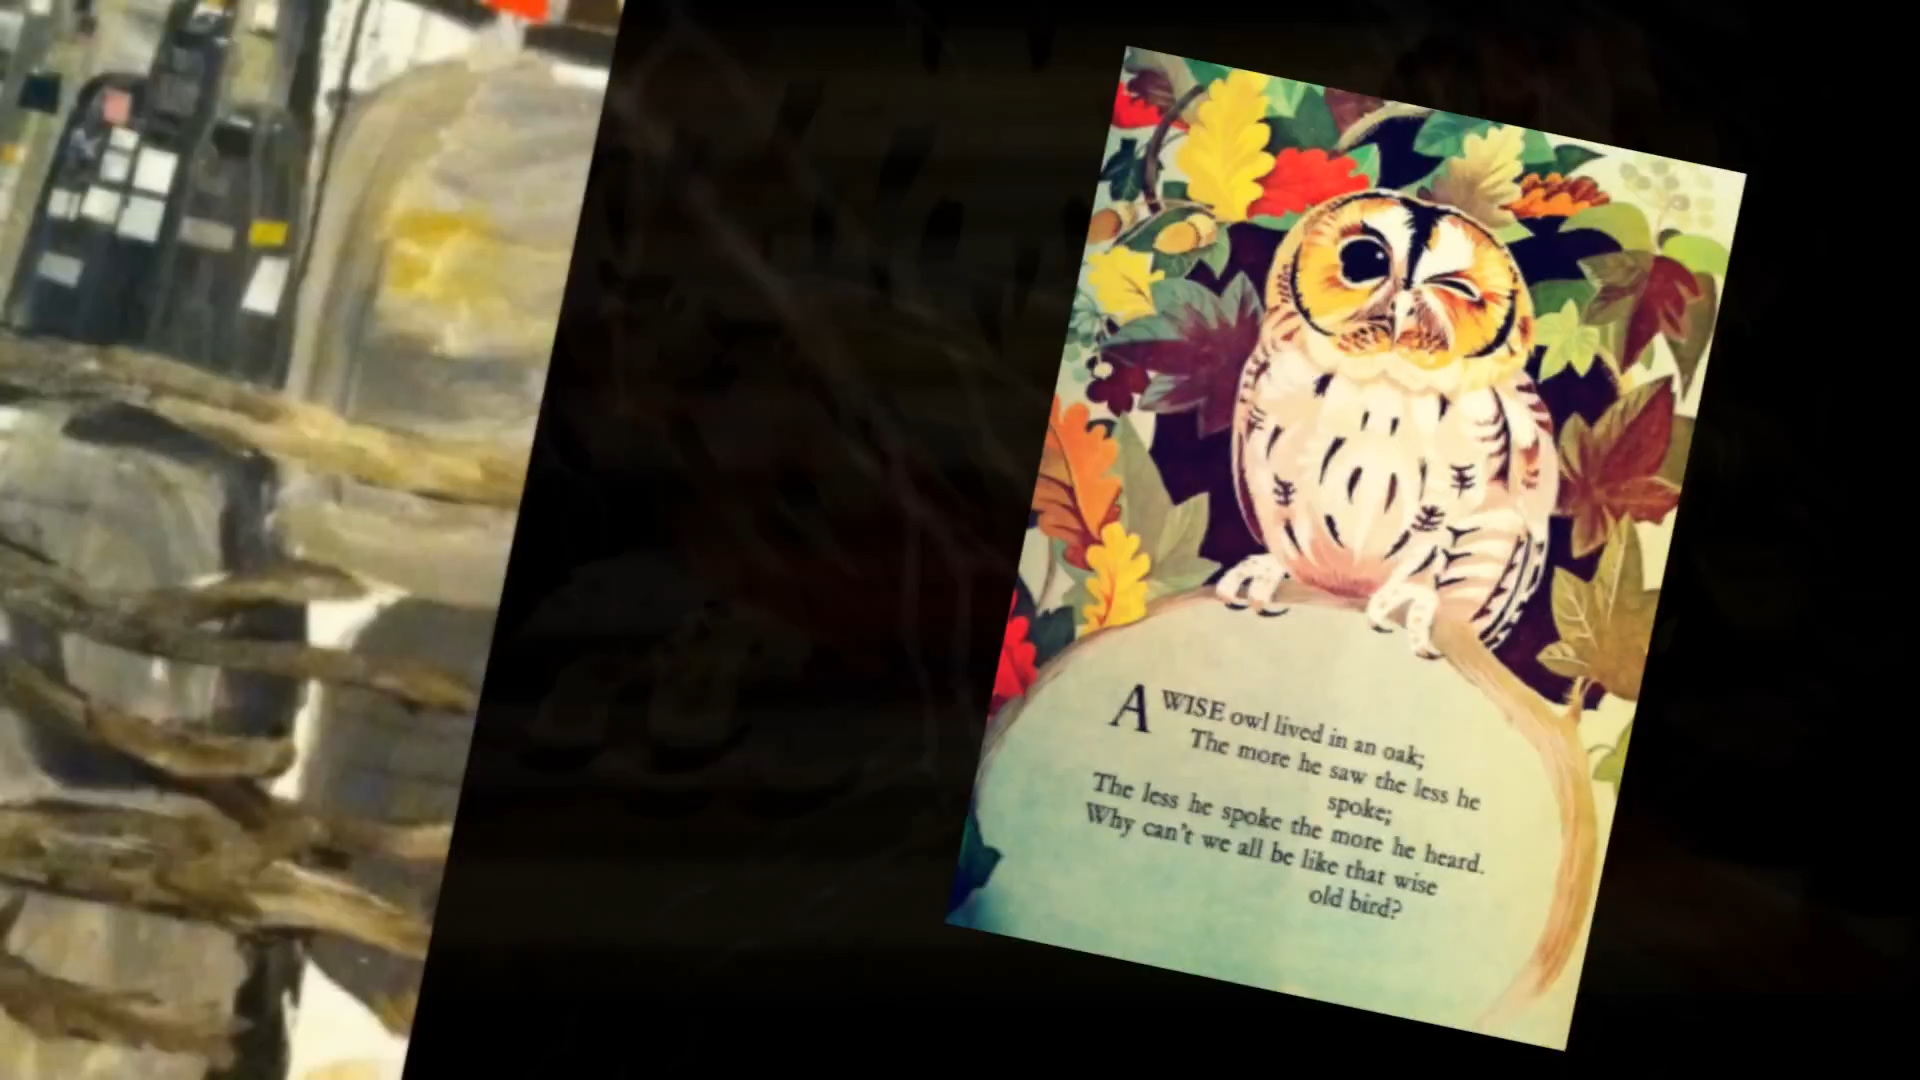 A WISE owl lived in an oak;
The more he saw the less he
spoke;
The less he spoke the more he heard.
Why can't we all be like that wise
old bird?